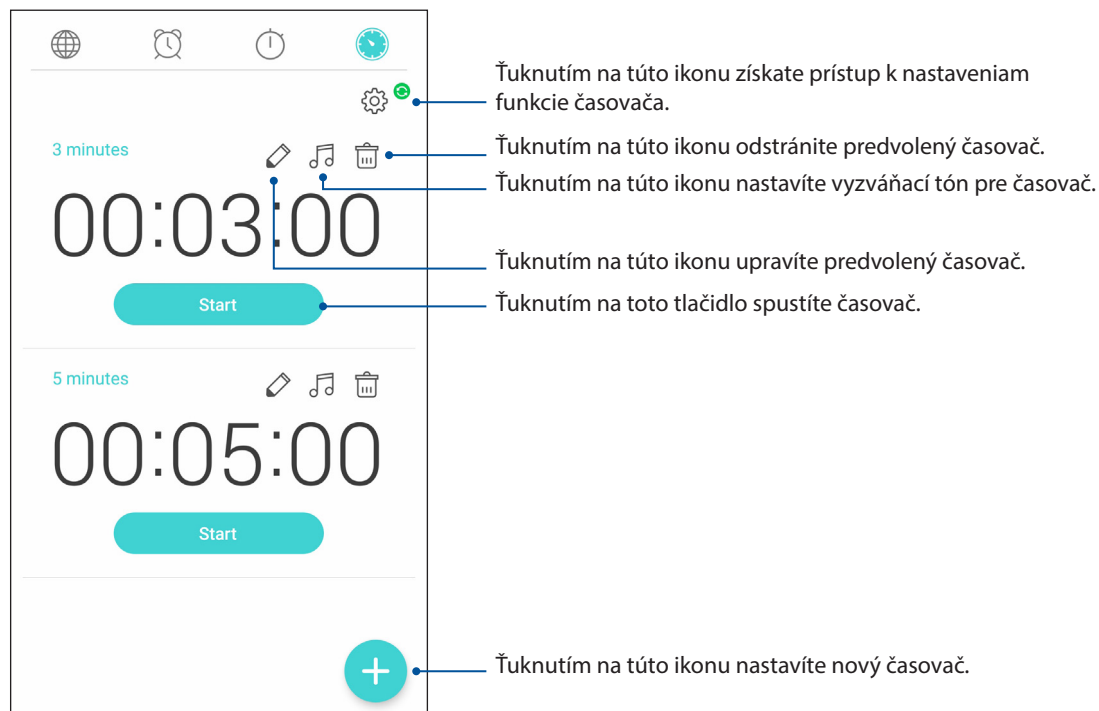 Ťuknutím na túto ikonu získate prístup k nastaveniam
funkcie časovača.
3 minutes
Ťuknutím na túto ikonu odstránite predvolený časovač.
Ťuknutím na túto ikonu nastavíte vyzváňací tón pre časovač.
00:03:00
Ťuknutím na túto ikonu upravíte predvolený časovač.
Start
Ťuknutím na toto tlačidlo spustíte časovač.
5 minutes
00:05:00
Start
Ťuknutím na túto ikonu nastavíte nový časovač.